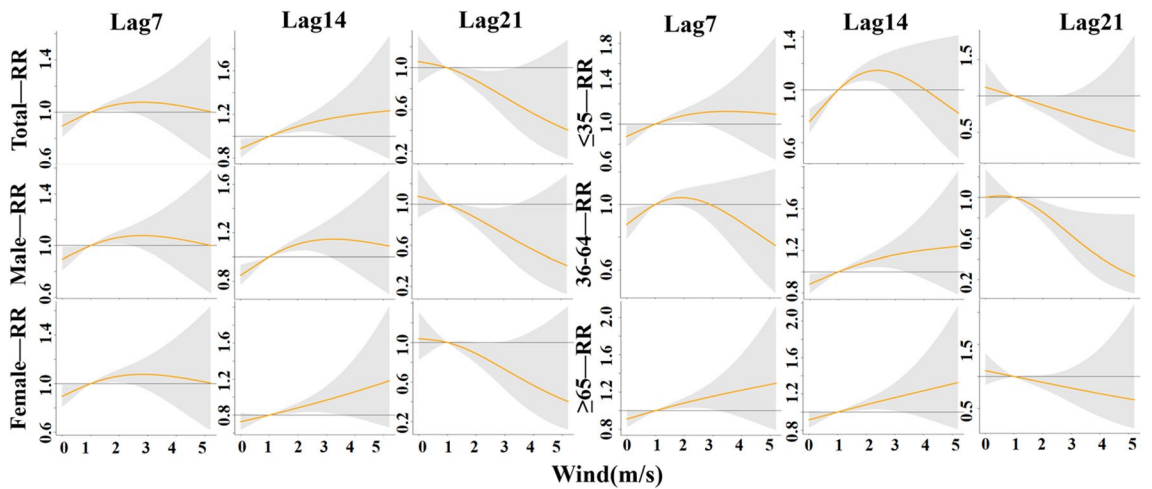 Lag7 Lag14 Lag21 Lag7 Lag14 Lag21
Total—RR 0.6 1.0 1.4 0.8 1.2 1.6 0.2 0.6 1.0 ≤35—RR 0.6 1.0 1.4 1.8 0.6 1.0 1.4 0.5 1.5
Male—RR 0.6 1.0 1.4 0.8 1.2 1.6 0.2 0.6 1.0 36-64—RR 0.6 1.0 0.8 1.2 1.6 0.2 0.6 1.0
Female—RR 0.6 1.0 1.4 0.8 1.2 1.6 0.2 0.6 1.0 ≥65—RR 0.8 1.2 1.6 2.0 0.8 1.2 1.6 2.0 0.5 1.5
0 1 2 3 4 5 0 1 2 3 4 5 0 1 2 3 4 5 0 1 2 3 4 5 0 1 2 3 4 5 0 1 2 3 4 5
Wind(m/s)